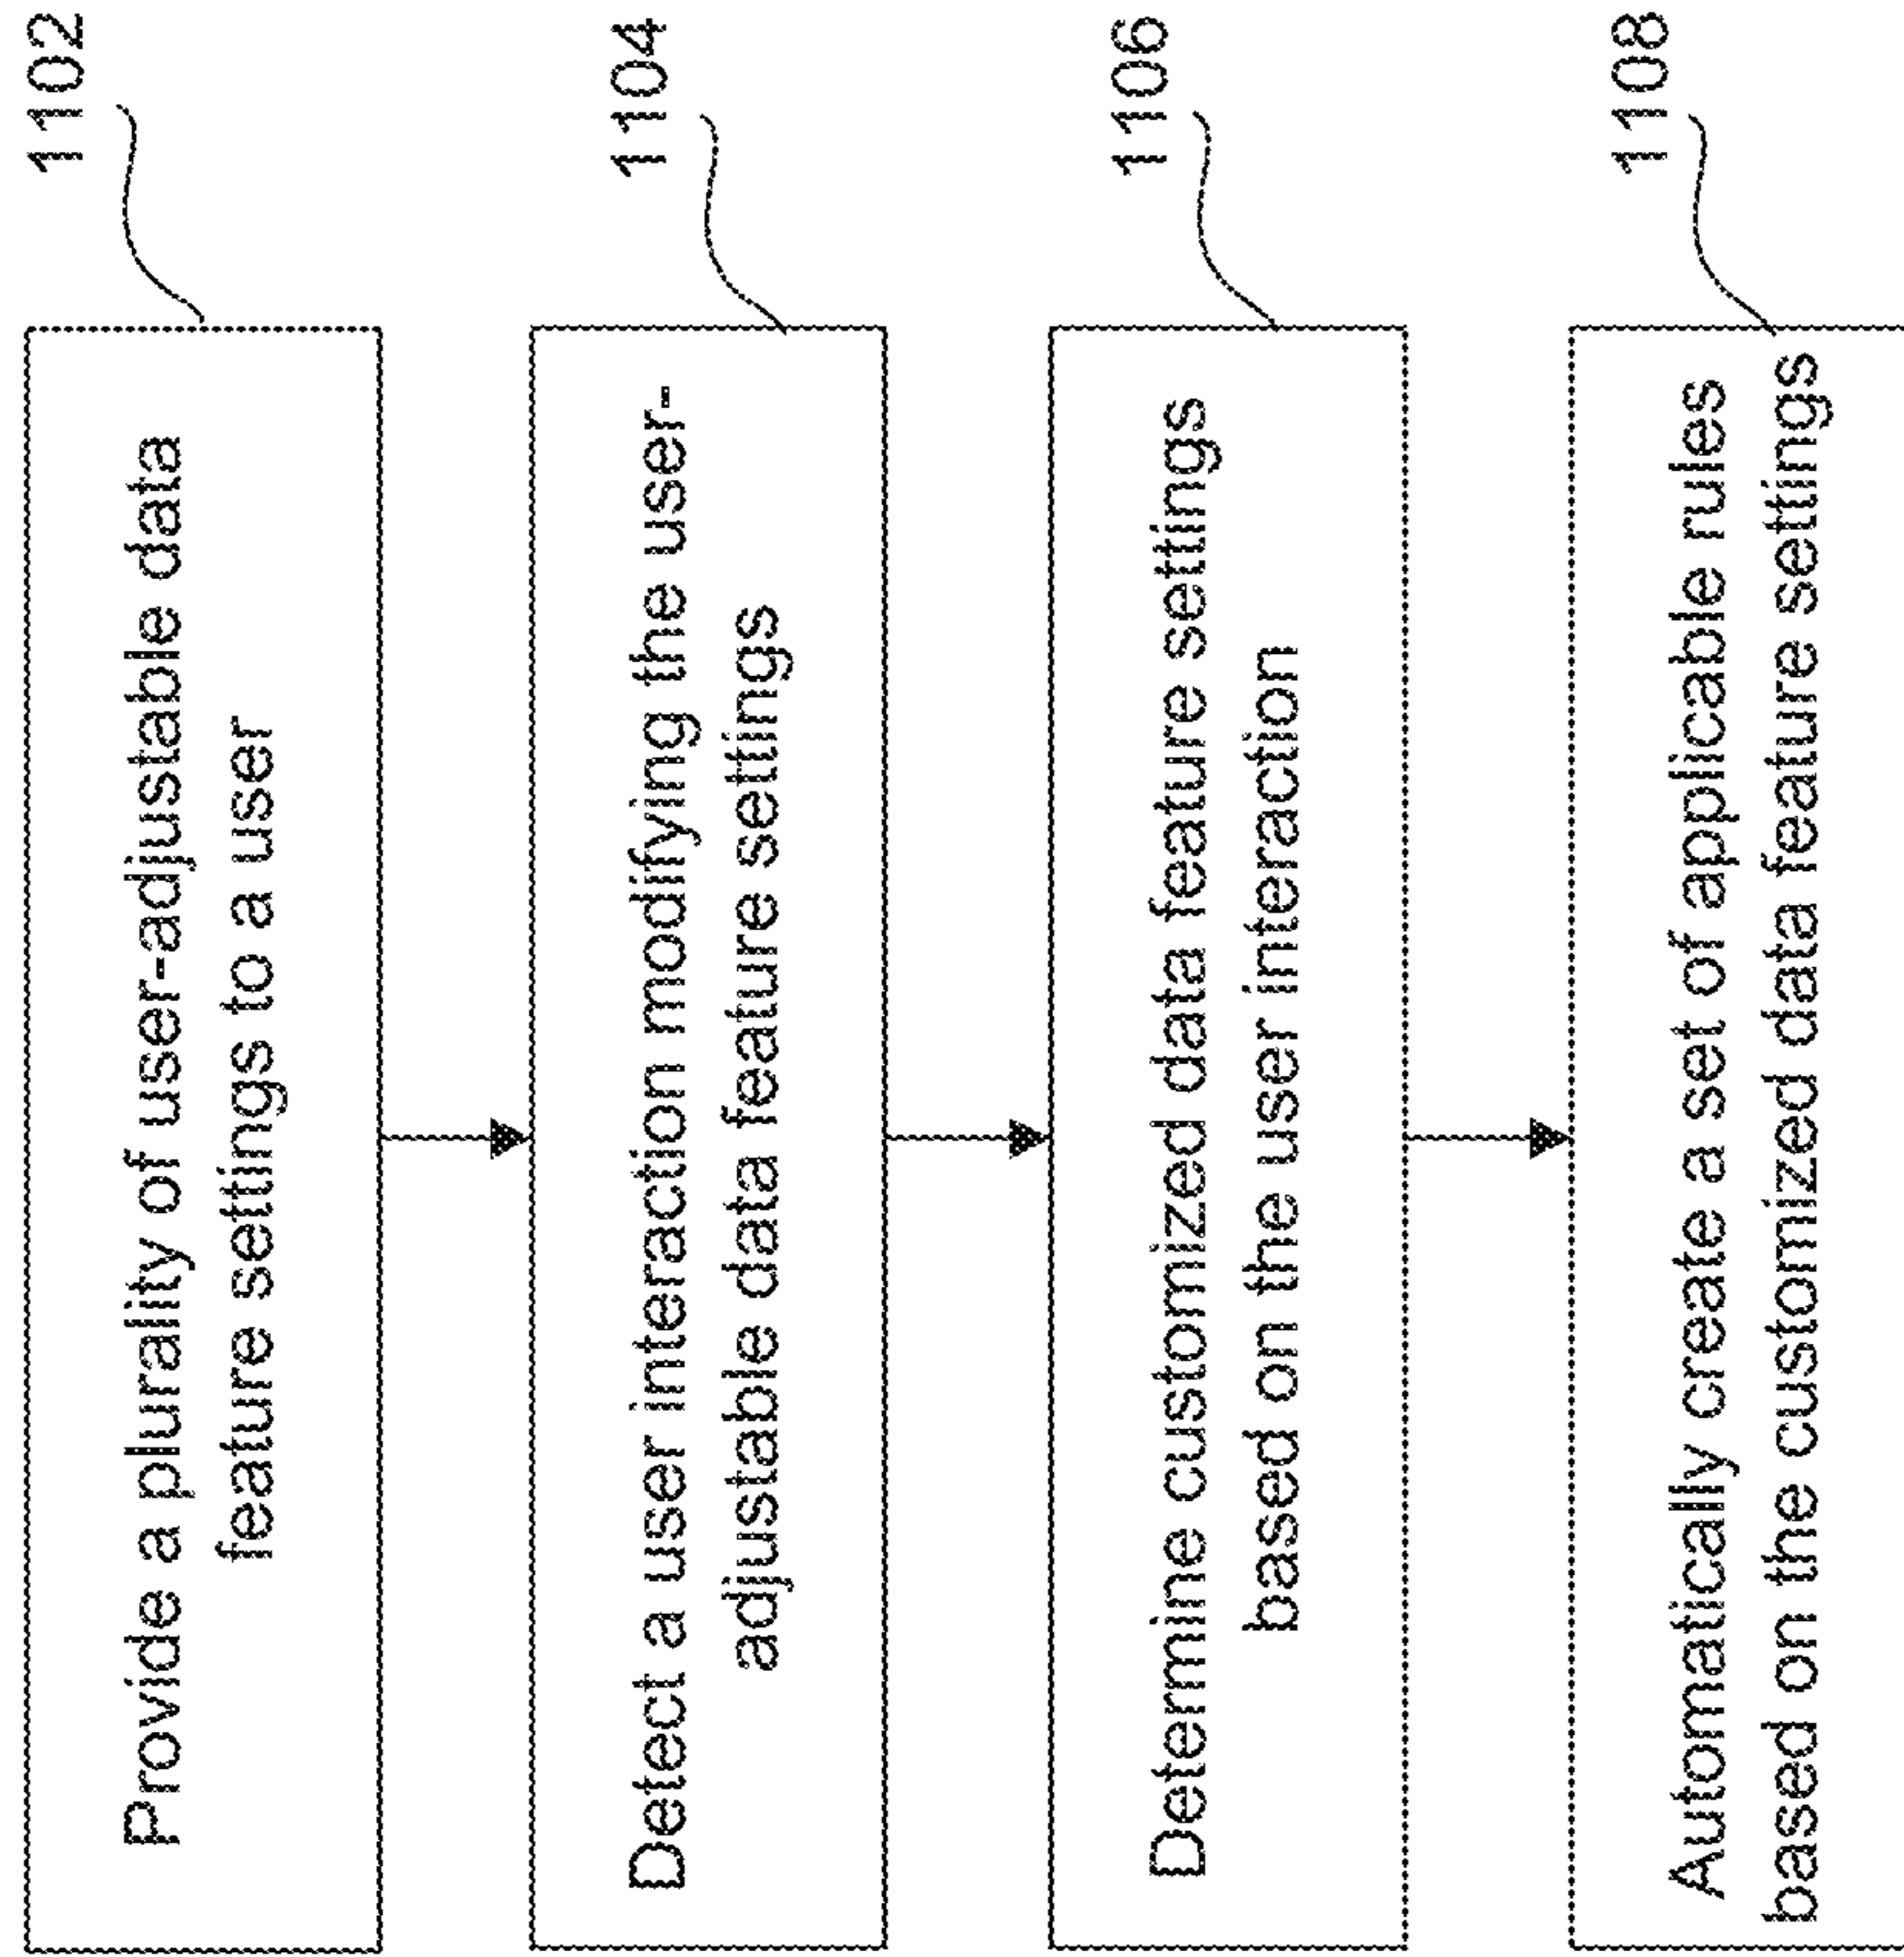 1102
Provide a plurality of user-adjustable data
feature settings to a user
1104
Detect a user interaction modifying the user-
adjustable data feature settings
1106
Determine customized data feature settings
based on the user interaction
1108
Automatically create a set of applicable rules
based on the customized data feature settings